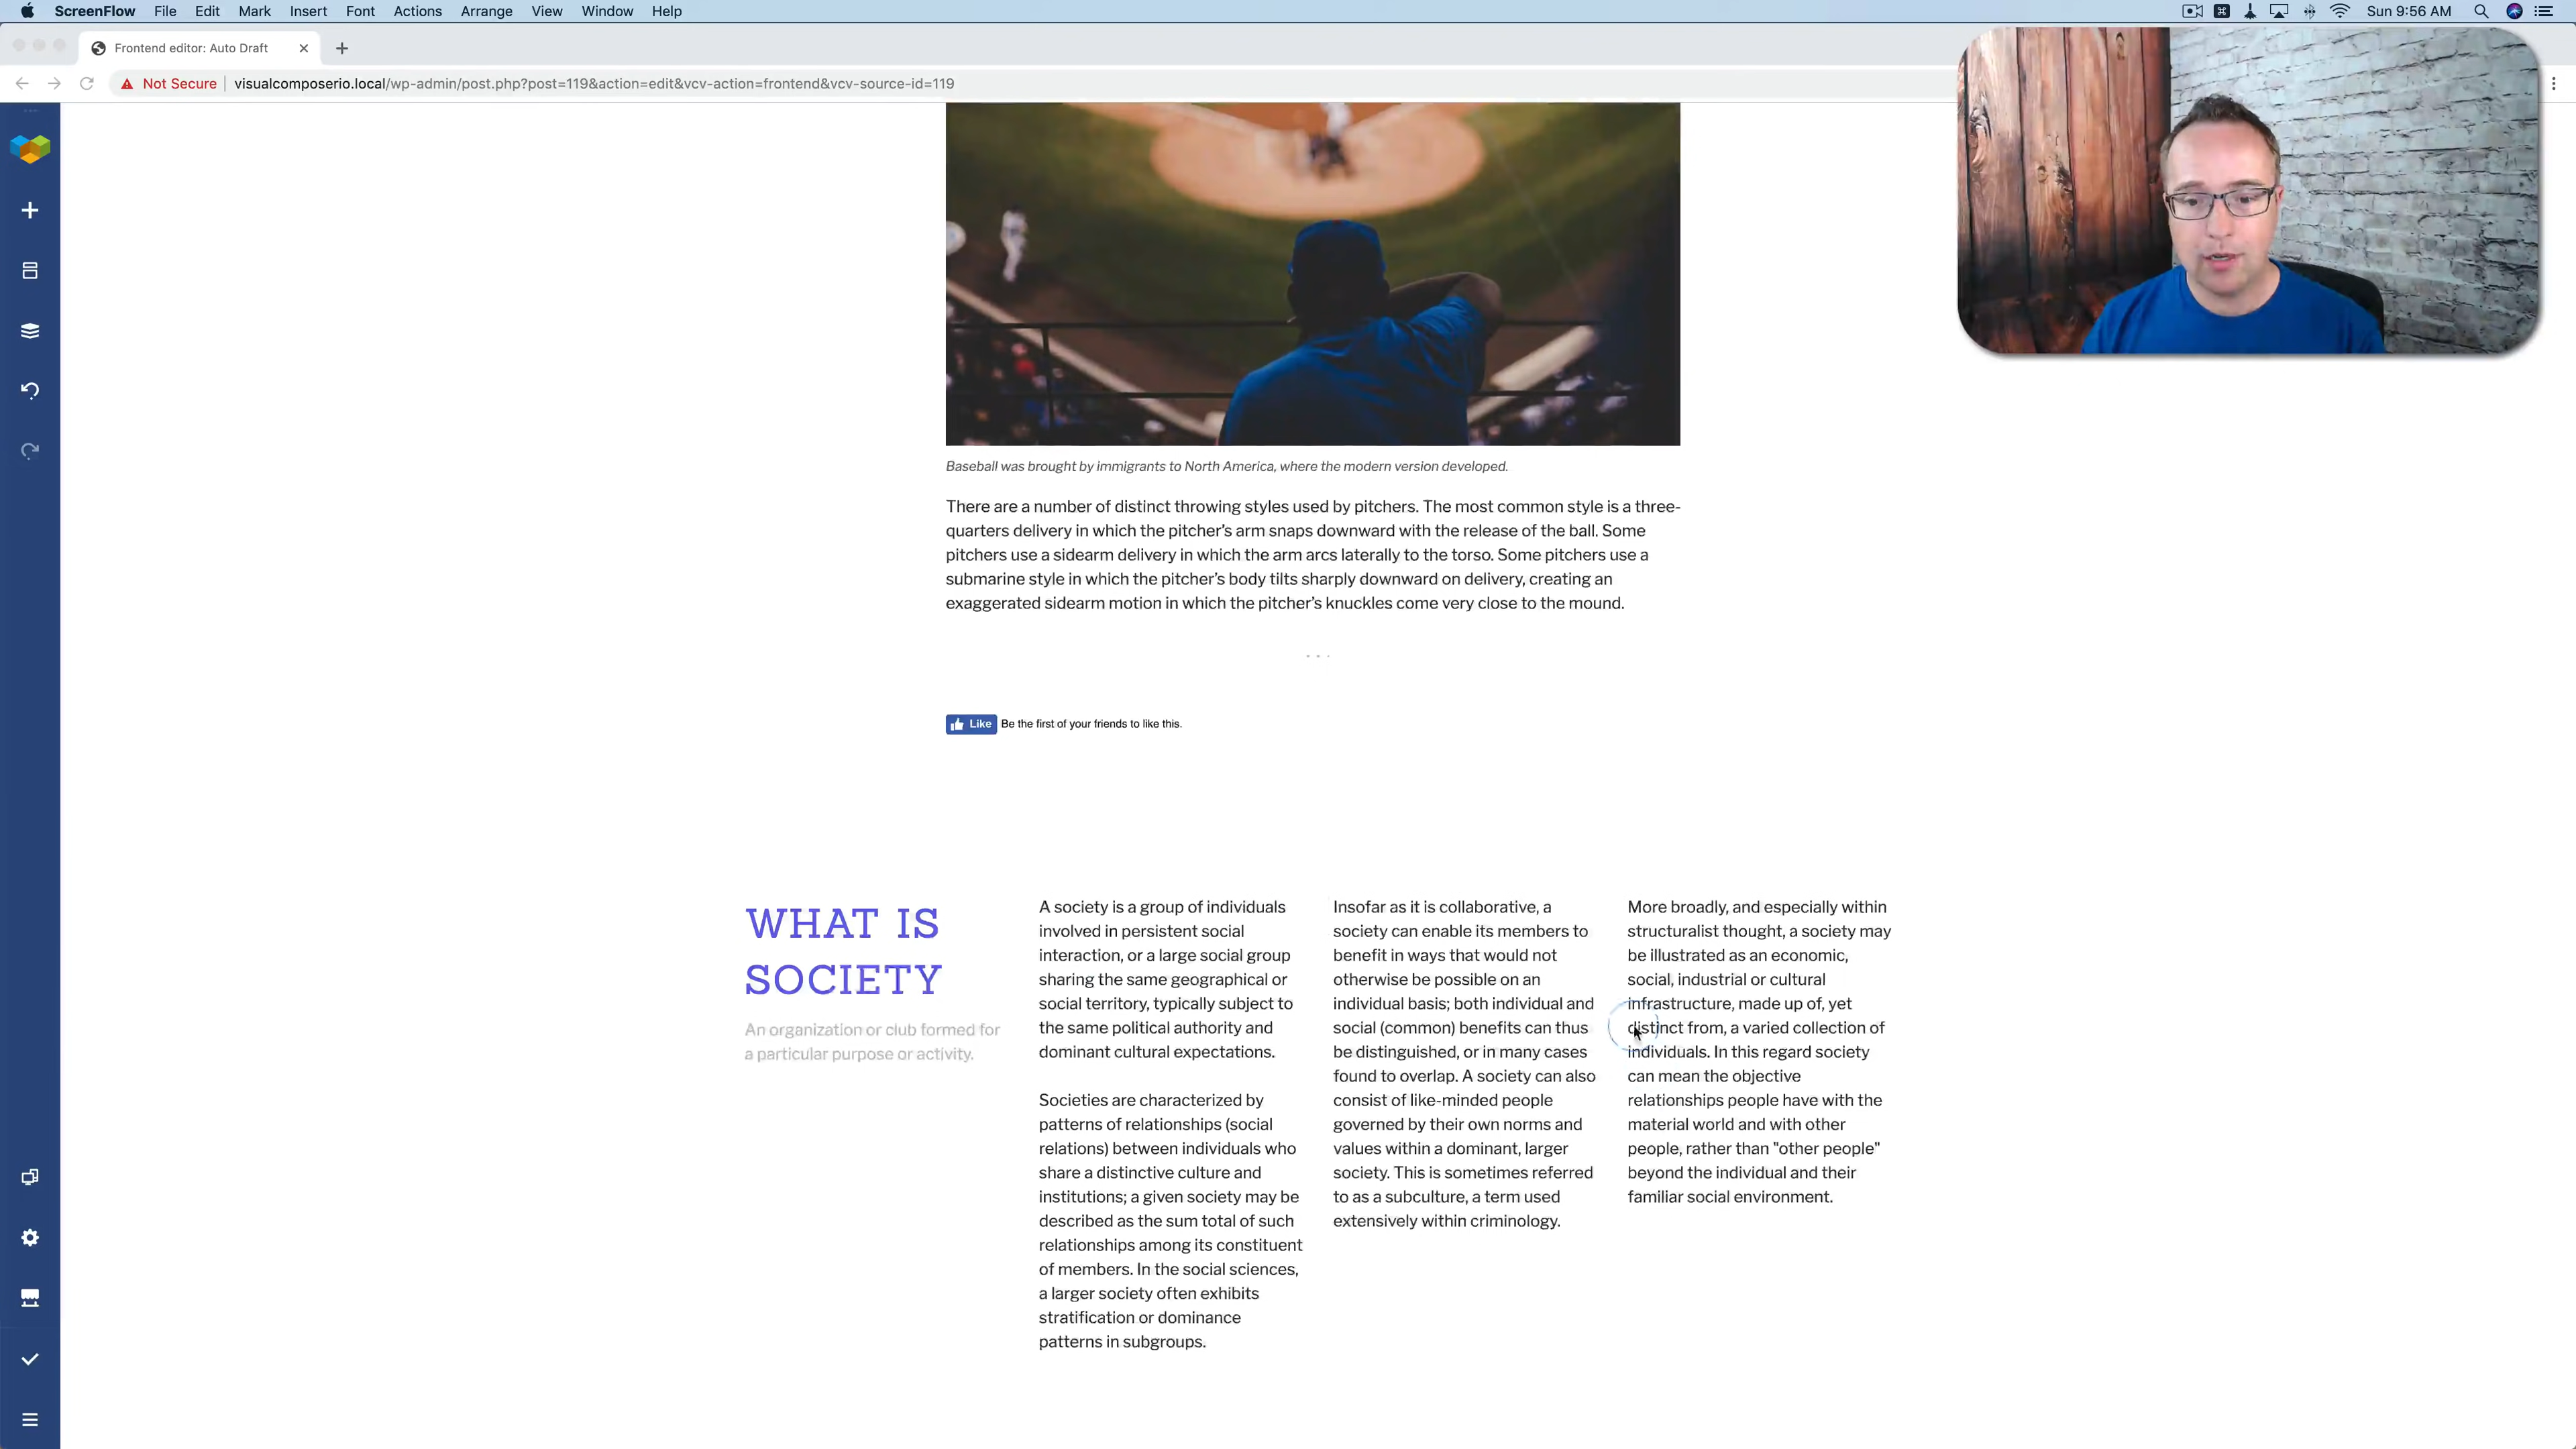 ScreenFlow File Edit Mark Insert Font Actions Arrange View Window Help Sun 9:56 AM
Frontend editor: Auto Draft
Not Secure visualcomposerio.local/wp-admin/post.php?post=119&action=edit&vcv-action=frontend&vcv-source-id=119
Baseball was brought by immigrants to North America, where the modern version developed.
There are a number of distinct throwing styles used by pitchers. The most common style is a three-
quarters delivery in which the pitcher's arm snaps downward with the release of the ball. Some
pitchers use a sidearm delivery in which the arm arcs laterally to the torso. Some pitchers use a
submarine style in which the pitcher's body tilts sharply downward on delivery, creating an
exaggerated sidearm motion in which the pitcher's knuckles come very close to the mound.
Like Be the first of your friends to like this.
WHAT IS
SOCIETY
An organization or club formed for
a particular purpose or activity.
A society is a group of individuals
involved in persistent social
interaction, or a large social group
sharing the same geographical or
social territory, typically subject to
the same political authority and
dominant cultural expectations.
Societies are characterized by
patterns of relationships (social
relations) between individuals who
share a distinctive culture and
institutions; a given society may be
described as the sum total of such
relationships among its constituent
of members. In the social sciences,
a larger society often exhibits
stratification or dominance
patterns in subgroups.
Insofar as it is collaborative, a
society can enable its members to
benefit in ways that would not
otherwise be possible on an
individual basis; both individual and
social (common) benefits can thus
be distinguished, or in many cases
found to overlap. A society can also
consist of like-minded people
governed by their own norms and
values within a dominant, larger
society. This is sometimes referred
to as a subculture, a term used
extensively within criminology.
More broadly, and especially within
structuralist thought, a society may
be illustrated as an economic,
social, industrial or cultural
infrastructure, made up of, yet
distinct from, a varied collection of
individuals. In this regard society
can mean the objective
relationships people have with the
material world and with other
people, rather than "other people"
beyond the individual and their
familiar social environment.